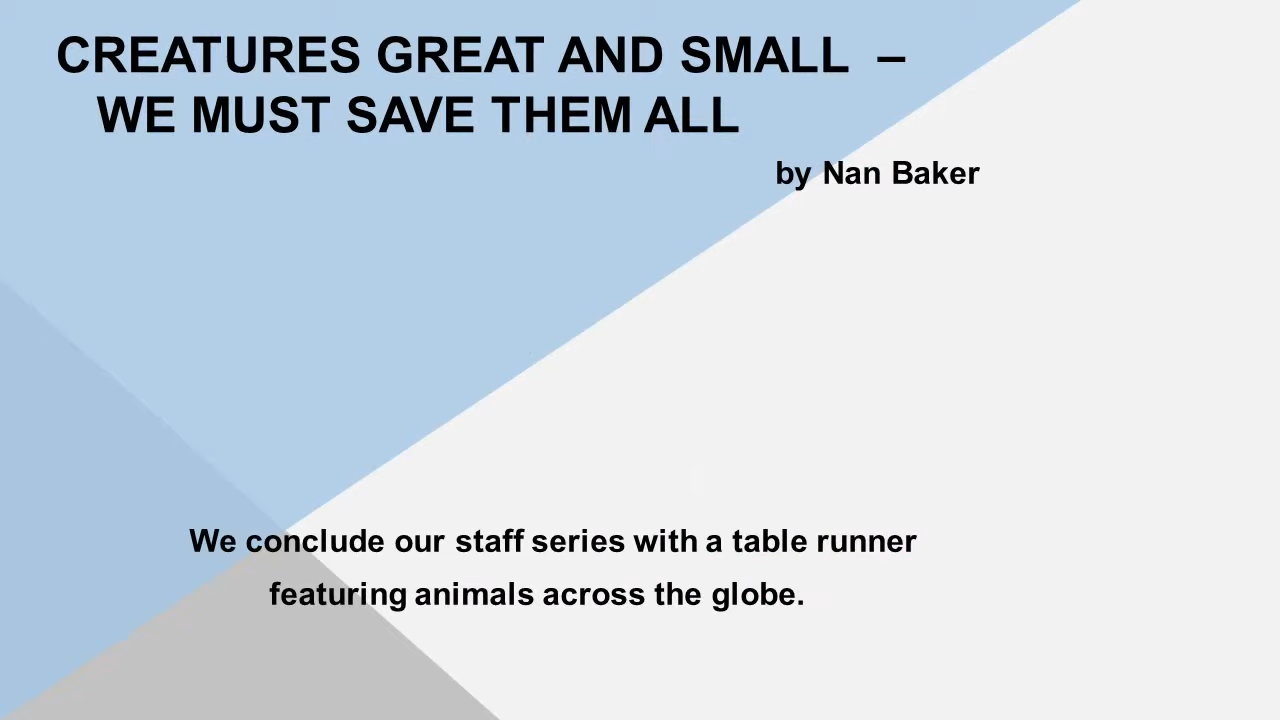 CREATURES GREAT AND SMALL –
WE MUST SAVE THEM ALL
by Nan Baker
We conclude our staff series with a table runner
featuring animals across the globe.